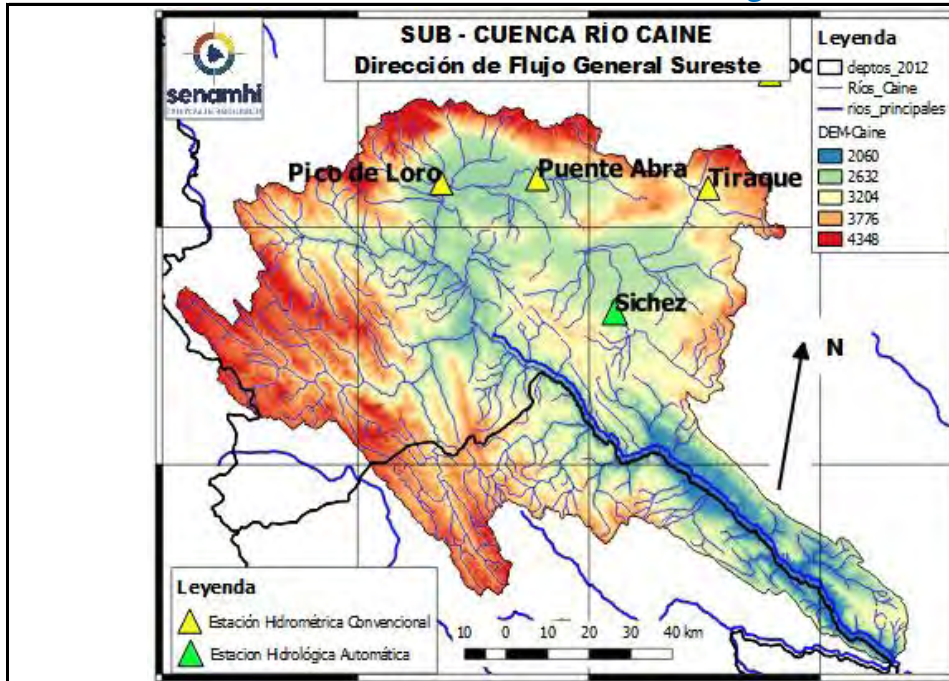 SUB - CUENCA RÍO CAINE
Dirección de Flujo General Sureste
senamhi
Leyenda
deptos_2012
Ríos_Caine
rios_principales
DEM-Caine
2060
2632
3204
3776
4348
Pico de Loro
Puente Abra
Tiraque
Sichez
N
Leyenda
Estación Hidrométrica Convencional
Estacion Hidrológica Automática
10 0 10 20 30 40 km